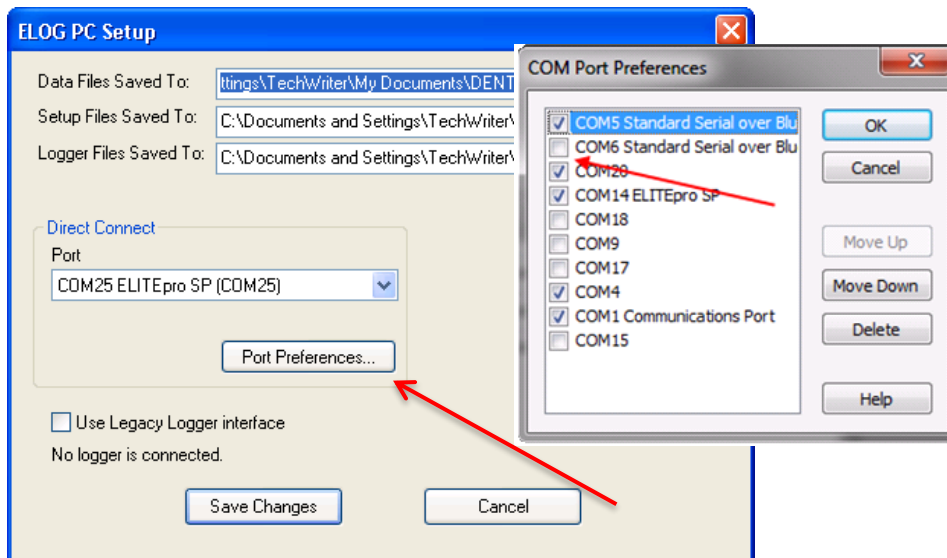 ELOG PC Setup
Data Files Saved To: ttings\TechWriter\My Documents\DENT
Setup Files Saved To: C:\Documents and Settings\TechWriter\
Logger Files Saved To: C:\Documents and Settings\TechWriter\
Direct Connect
Port
COM25 ELITEpro SP (COM25)
Port Preferences...
Use Legacy Logger interface
No logger is connected.
Save Changes
Cancel
COM Port Preferences
COM5 Standard Serial over Blu
COM6 Standard Serial over Blu
COM20
COM14 ELITEpro SP
COM18
COM9
COM17
COM4
COM1 Communications Port
COM15
OK
Cancel
Move Up
Move Down
Delete
Help